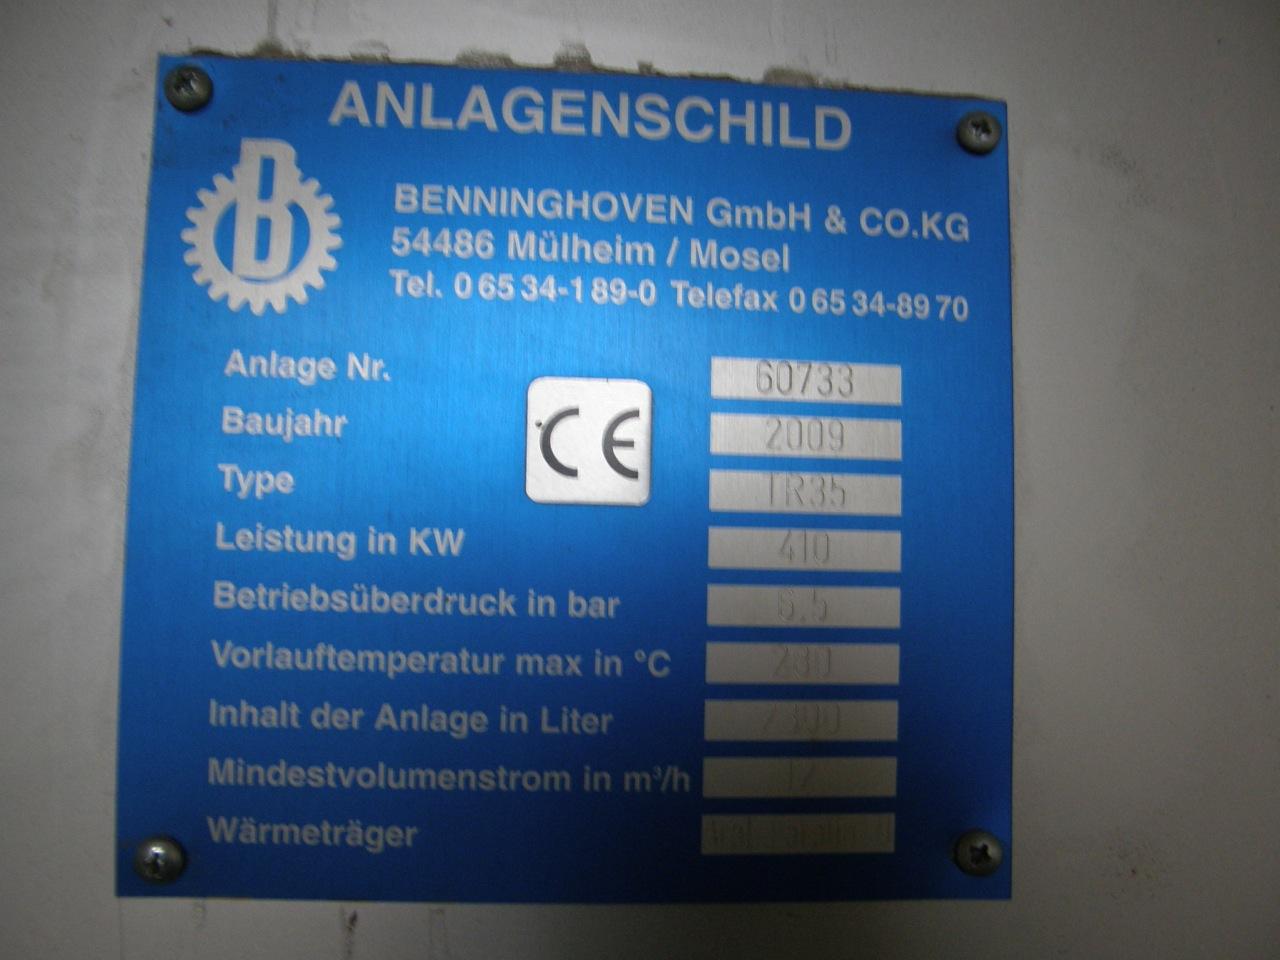 ANLAGENSCHILD
B
BENNINGHOVEN GmbH & CO.KG
54486 Mülheim / Mosel
Tel. 0 65 34-1 89-0 Telefax 0 65 34-89 70
Anlage Nr. 60733
CE
Baujahr 2009
Type TR35
Leistung in KW 410
Betriebsüberdruck in bar 6.5
Vorlauftemperatur max in °C 280
Inhalt der Anlage in Liter 2300
Mindestvolumenstrom in m³/h
Wärmeträger